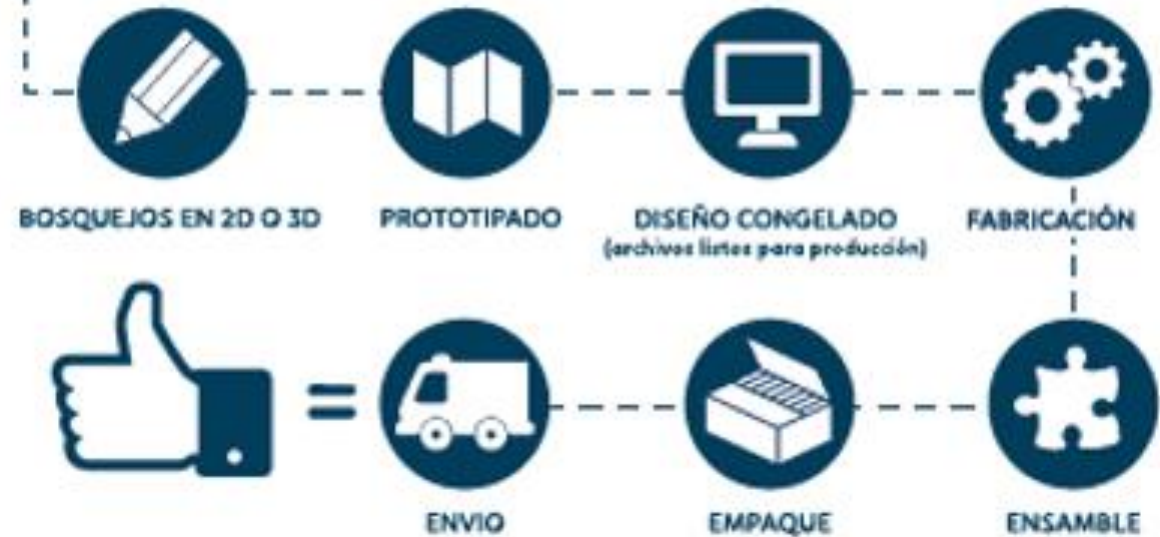 BOSQUEJOS EN 2D O 3D
PROTOTIPADO
DISEÑO CONGELADO
(archivos listos para producción)
FABRICACIÓN
=
ENVIO
EMPAQUE
ENSAMBLE